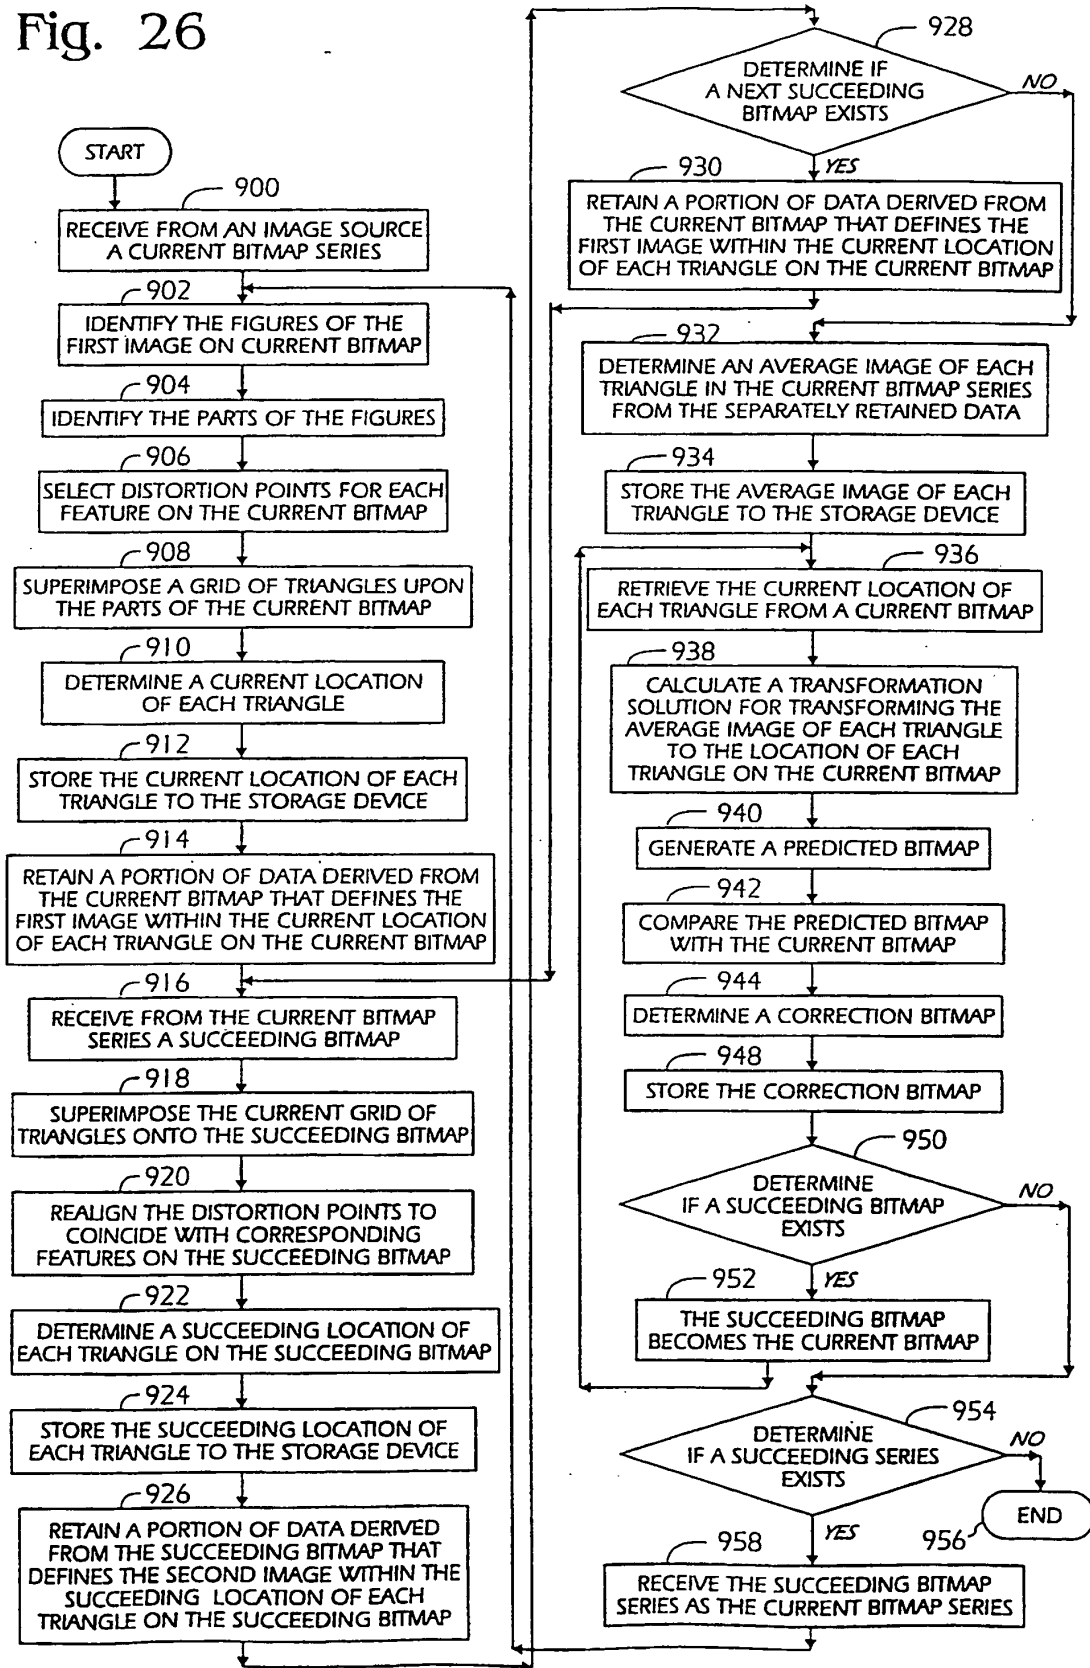 Fig. 26
START
900
RECEIVE FROM AN IMAGE SOURCE
A CURRENT BITMAP SERIES
902
IDENTIFY THE FIGURES OF THE
FIRST IMAGE ON CURRENT BITMAP
904
IDENTIFY THE PARTS OF THE FIGURES
906
SELECT DISTORTION POINTS FOR EACH
FEATURE ON THE CURRENT BITMAP
908
SUPERIMPOSE A GRID OF TRIANGLES UPON
THE PARTS OF THE CURRENT BITMAP
910
DETERMINE A CURRENT LOCATION
OF EACH TRIANGLE
912
STORE THE CURRENT LOCATION OF EACH
TRIANGLE TO THE STORAGE DEVICE
914
RETAIN A PORTION OF DATA DERIVED FROM
THE CURRENT BITMAP THAT DEFINES THE
FIRST IMAGE WITHIN THE CURRENT LOCATION
OF EACH TRIANGLE ON THE CURRENT BITMAP
916
RECEIVE FROM THE CURRENT BITMAP
SERIES A SUCCEEDING BITMAP
918
SUPERIMPOSE THE CURRENT GRID OF
TRIANGLES ONTO THE SUCCEEDING BITMAP
920
REALIGN THE DISTORTION POINTS TO
COINCIDE WITH CORRESPONDING
FEATURES ON THE SUCCEEDING BITMAP
922
DETERMINE A SUCCEEDING LOCATION OF
EACH TRIANGLE ON THE SUCCEEDING BITMAP
924
STORE THE SUCCEEDING LOCATION OF
EACH TRIANGLE TO THE STORAGE DEVICE
926
RETAIN A PORTION OF DATA DERIVED
FROM THE SUCCEEDING BITMAP THAT
DEFINES THE SECOND IMAGE WITHIN THE
SUCCEEDING LOCATION OF EACH
TRIANGLE ON THE SUCCEEDING BITMAP
928
DETERMINE IF
A NEXT SUCCEEDING
BITMAP EXISTS
NO
YES
930
RETAIN A PORTION OF DATA DERIVED FROM
THE CURRENT BITMAP THAT DEFINES THE
FIRST IMAGE WITHIN THE CURRENT LOCATION
OF EACH TRIANGLE ON THE CURRENT BITMAP
932
DETERMINE AN AVERAGE IMAGE OF EACH
TRIANGLE IN THE CURRENT BITMAP SERIES
FROM THE SEPARATELY RETAINED DATA
934
STORE THE AVERAGE IMAGE OF EACH
TRIANGLE TO THE STORAGE DEVICE
936
RETRIEVE THE CURRENT LOCATION OF
EACH TRIANGLE FROM A CURRENT BITMAP
938
CALCULATE A TRANSFORMATION
SOLUTION FOR TRANSFORMING THE
AVERAGE IMAGE OF EACH TRIANGLE
TO THE LOCATION OF EACH
TRIANGLE ON THE CURRENT BITMAP
940
GENERATE A PREDICTED BITMAP
942
COMPARE THE PREDICTED BITMAP
WITH THE CURRENT BITMAP
944
DETERMINE A CORRECTION BITMAP
948
STORE THE CORRECTION BITMAP
950
DETERMINE
IF A SUCCEEDING BITMAP
EXISTS
NO
YES
952
THE SUCCEEDING BITMAP
BECOMES THE CURRENT BITMAP
954
DETERMINE
IF A SUCCEEDING SERIES
EXISTS
NO
END
956
YES
958
RECEIVE THE SUCCEEDING BITMAP
SERIES AS THE CURRENT BITMAP SERIES